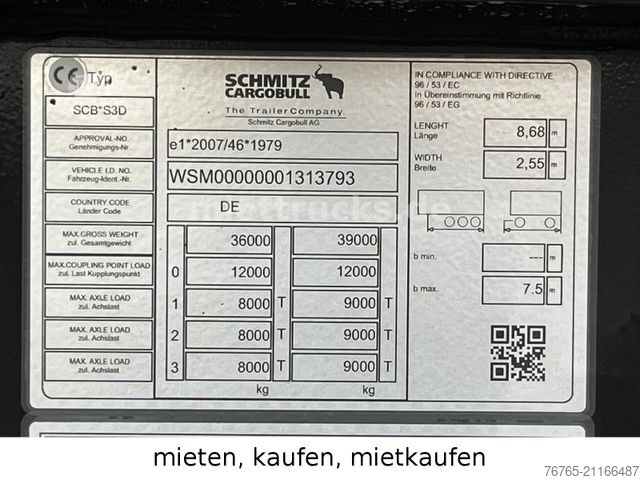 CE Typ
SCB*S3D
SCHMITZ
CARGOBULL
The TrailerCompany
Schmitz Cargobull AG
APPROVAL-NO.
Genehmigungs-Nr.
e1*2007/46*1979
VEHICLE I.D. NO.
Fahrzeug-Ident.-Nr.
WSM00000001313793
COUNTRY CODE
Länder Code
DE
MAX.GROSS WEIGHT
zul. Gesamtgewicht
36000 39000
MAX.COUPLING POINT LOAD
zul. Last Kupplungspunkt
0 12000 12000
MAX. AXLE LOAD
zul. Achslast
1 8000 T 9000 T
MAX. AXLE LOAD
zul. Achslast
2 8000 T 9000 T
MAX. AXLE LOAD
zul. Achslast
3 8000 T 9000 T
kg kg
IN COMPLIANCE WITH DIRECTIVE
96 / 53 / EC
In Übereinstimmung mit Richtlinie
96 / 53 / EG
LENGHT
Länge
8,68 m
WIDTH
Breite
2,55 m
b min. --- m
b max. 7.5 m
mieten, kaufen, mietkaufen
76765-21166487